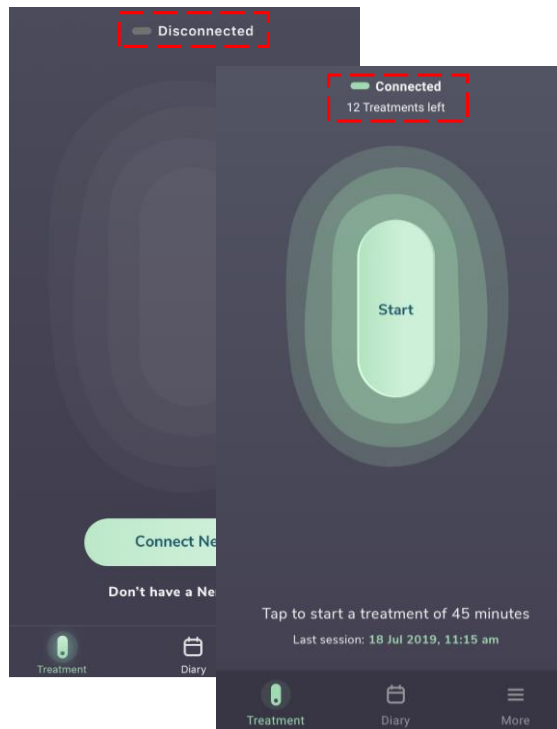 Disconnected
Connect Ne
Don't have a Ne
Treatment
Diary
Connected
12 Treatments left
Start
Tap to start a treatment of 45 minutes
Last session: 18 Jul 2019, 11:15 am
Treatment
Diary
More